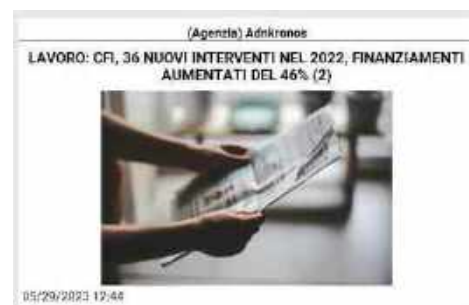 (Agenzia) Adnkronos
LAVORO: CFI, 36 NUOVI INTERVENTI NEL 2022, FINANZIAMENTI
AUMENTATI DEL 46% (2)
05/29/2023 12:44